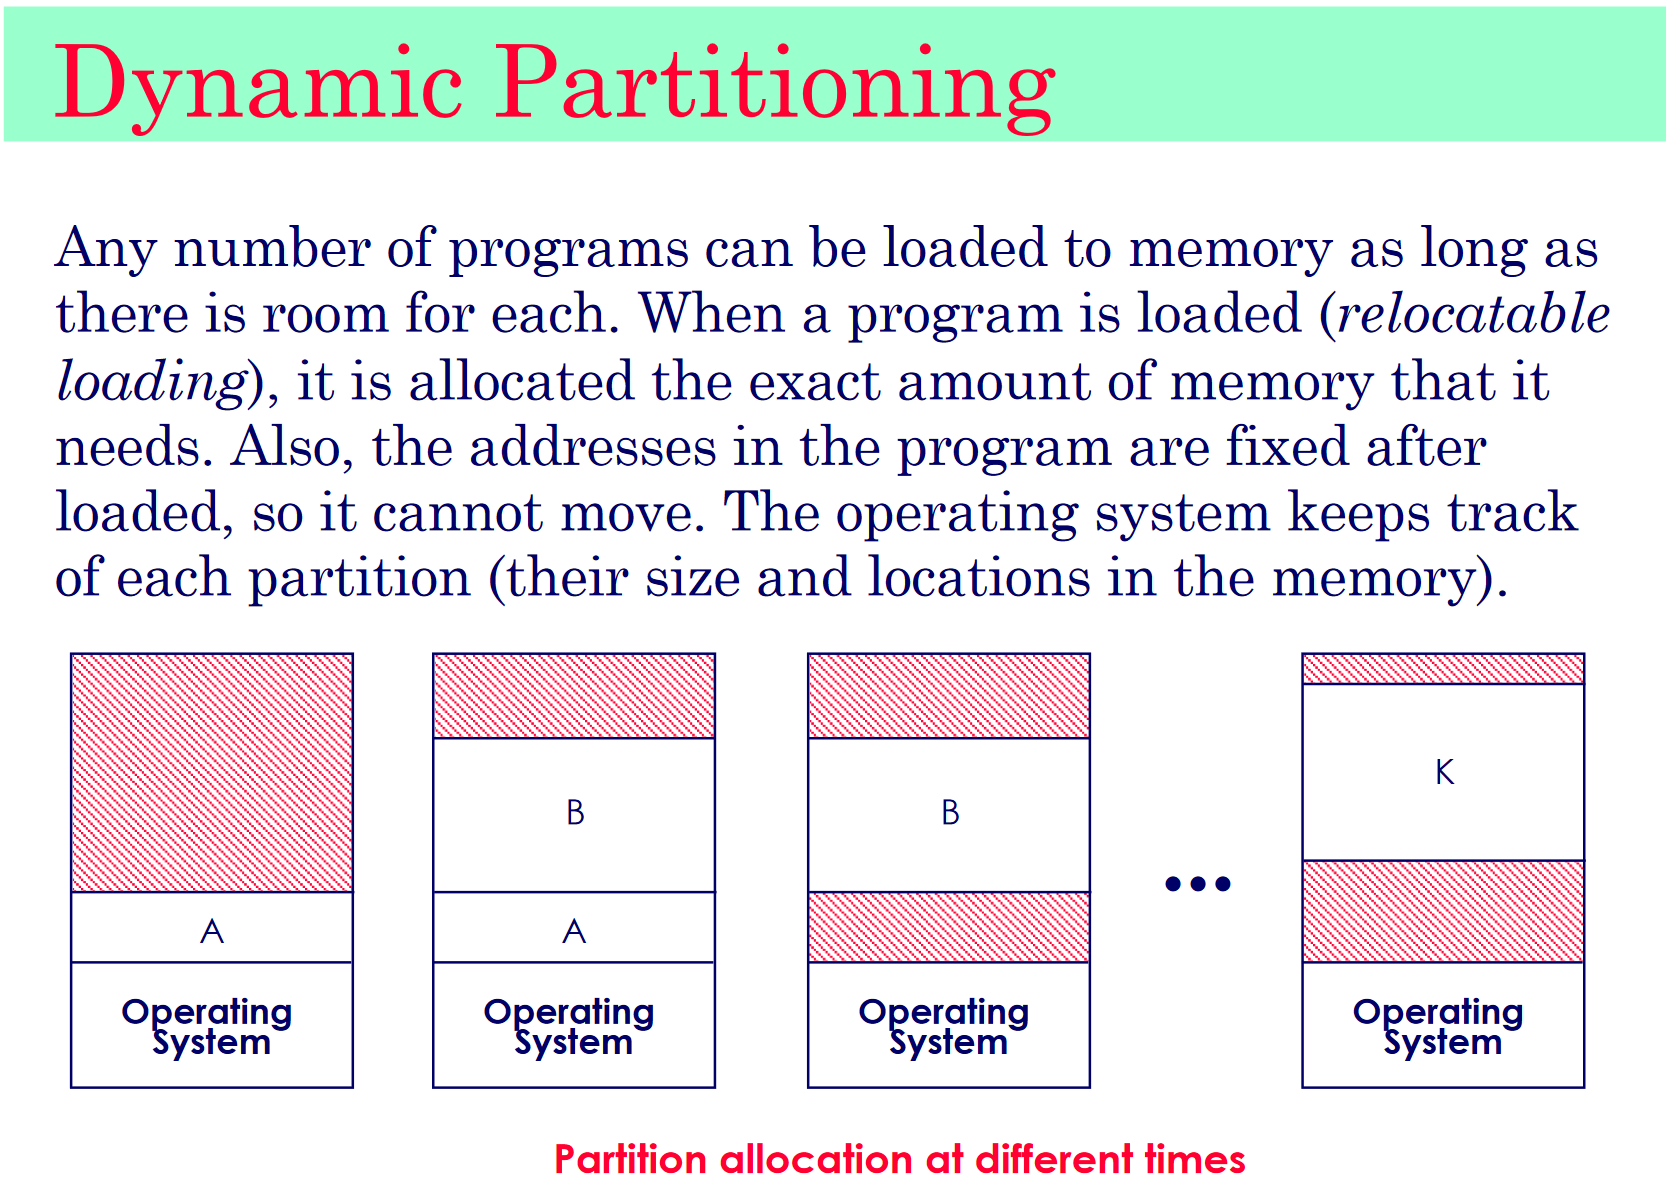 Dynamic Partitioning
Any number of programs can be loaded to memory as long as
there is room for each. When a program is loaded (relocatable
loading), it is allocated the exact amount of memory that it
needs. Also, the addresses in the program are fixed after
loaded, so it cannot move. The operating system keeps track
of each partition (their size and locations in the memory).
A
Operating
System
B
A
Operating
System
B
Operating
System
•••
K
Operating
System
Partition allocation at different times